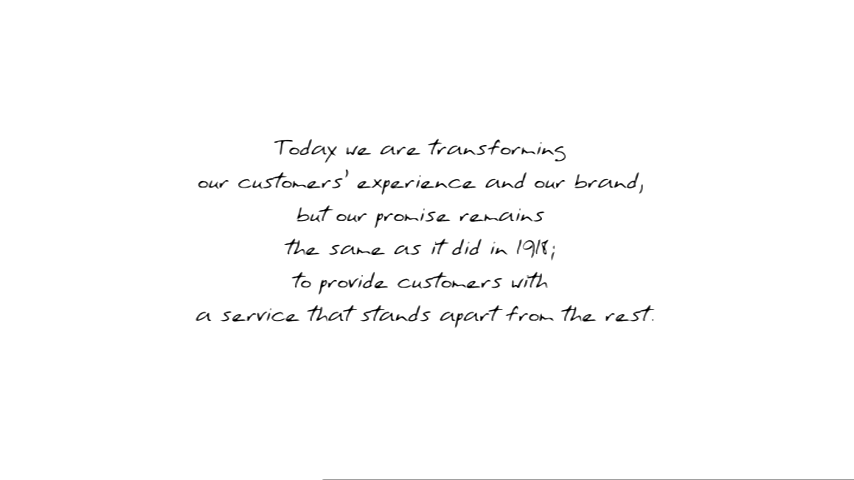 Today we are transforming
our customers' experience and our brand,
but our promise remains
the same as it did in 1918;
to provide customers with
a service that stands apart from the rest.